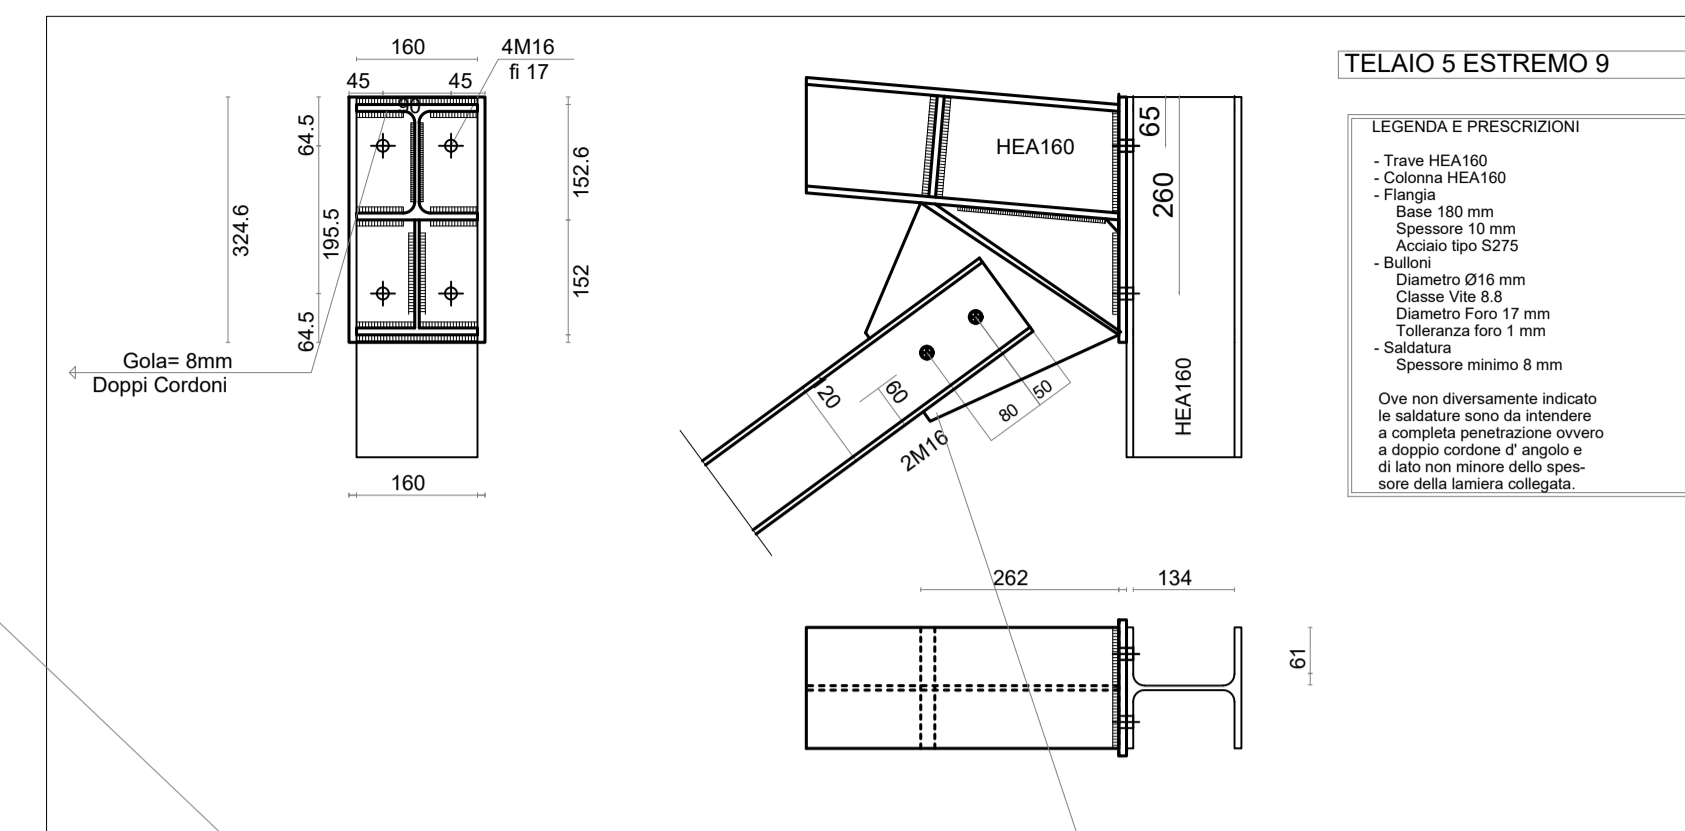 160
4M16
fi 17
45
45
90
64.5
152.6
324.6
195.5
152
64.5
Gola= 8mm
Doppi Cordoni
160
HEA160
65
260
HEA160
20
60
50
80
2M16
262
134
61
TELAIO 5 ESTREMO 9
LEGENDA E PRESCRIZIONI
- Trave HEA160
- Colonna HEA160
- Flangia
Base 180 mm
Spessore 10 mm
Acciaio tipo S275
- Bulloni
Diametro Ø16 mm
Classe Vite 8.8
Diametro Foro 17 mm
Tolleranza foro 1 mm
- Saldatura
Spessore minimo 8 mm
Ove non diversamente indicato
le saldature sono da intendere
a completa penetrazione ovvero
a doppio cordone d' angolo e
di lato non minore dello spes-
sore della lamiera collegata.